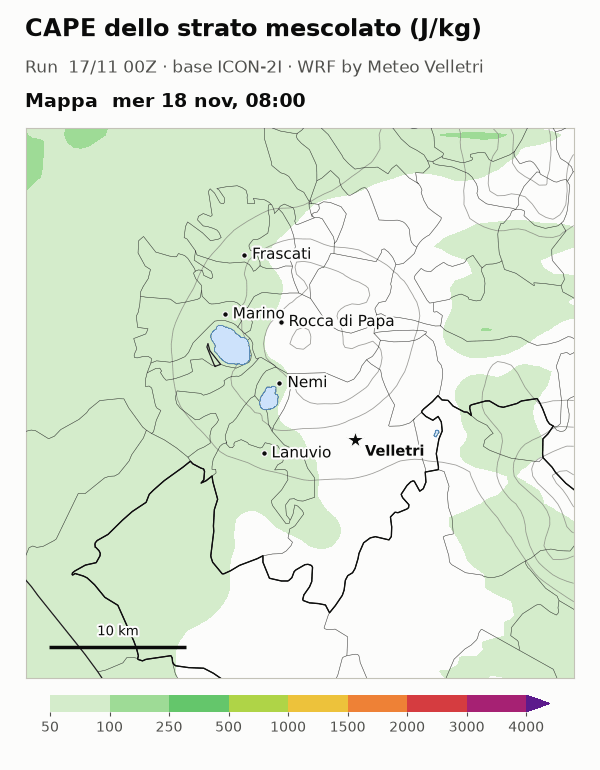 CAPE dello strato mescolato (J/kg)
Run 17/11 00Z · base ICON-2I · WRF by Meteo Velletri
Mappa mer 18 nov, 08:00
Frascati
Marino
Rocca di Papa
Nemi
Velletri
Lanuvio
10 km
50 100 250 500 1000 1500 2000 3000 4000